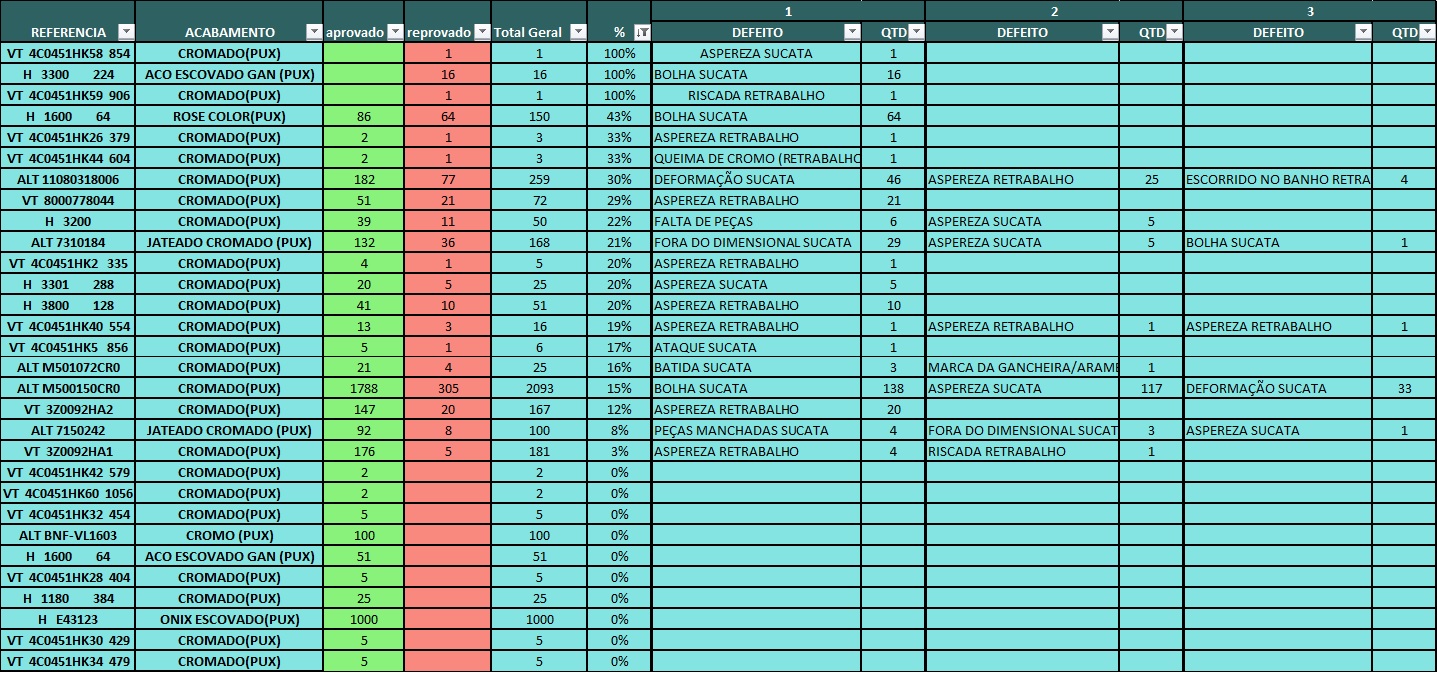 1 2 3
REFERENCIA ACABAMENTO aprovado reprovado Total Geral % DEFEITO QTD DEFEITO QTD DEFEITO QTD
VT 4C0451HK58 854 CROMADO(PUX) 1 1 100% ASPEREZA SUCATA 1
H 3300 224 ACO ESCOVADO GAN (PUX) 16 16 100% BOLHA SUCATA 16
VT 4C0451HK59 906 CROMADO(PUX) 1 1 100% RISCADA RETRABALHO 1
H 1600 64 ROSE COLOR(PUX) 86 64 150 43% BOLHA SUCATA 64
VT 4C0451HK26 379 CROMADO(PUX) 2 1 3 33% ASPEREZA RETRABALHO 1
VT 4C0451HK44 604 CROMADO(PUX) 2 1 3 33% QUEIMA DE CROMO (RETRABALHO 1
ALT 11080318006 CROMADO(PUX) 182 77 259 30% DEFORMAÇÃO SUCATA 46 ASPEREZA RETRABALHO 25 ESCORRIDO NO BANHO RETRA 4
VT 8000778044 CROMADO(PUX) 51 21 72 29% ASPEREZA RETRABALHO 21
H 3200 CROMADO(PUX) 39 11 50 22% FALTA DE PEÇAS 6 ASPEREZA SUCATA 5
ALT 7310184 JATEADO CROMADO (PUX) 132 36 168 21% FORA DO DIMENSIONAL SUCATA 29 ASPEREZA SUCATA 5 BOLHA SUCATA 1
VT 4C0451HK2 335 CROMADO(PUX) 4 1 5 20% ASPEREZA RETRABALHO 1
H 3301 288 CROMADO(PUX) 20 5 25 20% ASPEREZA SUCATA 5
H 3800 128 CROMADO(PUX) 41 10 51 20% ASPEREZA RETRABALHO 10
VT 4C0451HK40 554 CROMADO(PUX) 13 3 16 19% ASPEREZA RETRABALHO 1 ASPEREZA RETRABALHO 1 ASPEREZA RETRABALHO 1
VT 4C0451HK5 856 CROMADO(PUX) 5 1 6 17% ATAQUE SUCATA 1
ALT M501072CR0 CROMADO(PUX) 21 4 25 16% BATIDA SUCATA 3 MARCA DA GANCHEIRA/ARAME 1
ALT M500150CR0 CROMADO(PUX) 1788 305 2093 15% BOLHA SUCATA 138 ASPEREZA SUCATA 117 DEFORMAÇÃO SUCATA 33
VT 3Z0092HA2 CROMADO(PUX) 147 20 167 12% ASPEREZA RETRABALHO 20
ALT 7150242 JATEADO CROMADO (PUX) 92 8 100 8% PEÇAS MANCHADAS SUCATA 4 FORA DO DIMENSIONAL SUCAT 3 ASPEREZA SUCATA 1
VT 3Z0092HA1 CROMADO(PUX) 176 5 181 3% ASPEREZA RETRABALHO 4 RISCADA RETRABALHO 1
VT 4C0451HK42 579 CROMADO(PUX) 2 2 0%
VT 4C0451HK60 1056 CROMADO(PUX) 2 2 0%
VT 4C0451HK32 454 CROMADO(PUX) 5 5 0%
ALT BNF-VL1603 CROMO (PUX) 100 100 0%
H 1600 64 ACO ESCOVADO GAN (PUX) 51 51 0%
VT 4C0451HK28 404 CROMADO(PUX) 5 5 0%
H 1180 384 CROMADO(PUX) 25 25 0%
H E43123 ONIX ESCOVADO(PUX) 1000 1000 0%
VT 4C0451HK30 429 CROMADO(PUX) 5 5 0%
VT 4C0451HK34 479 CROMADO(PUX) 5 5 0%